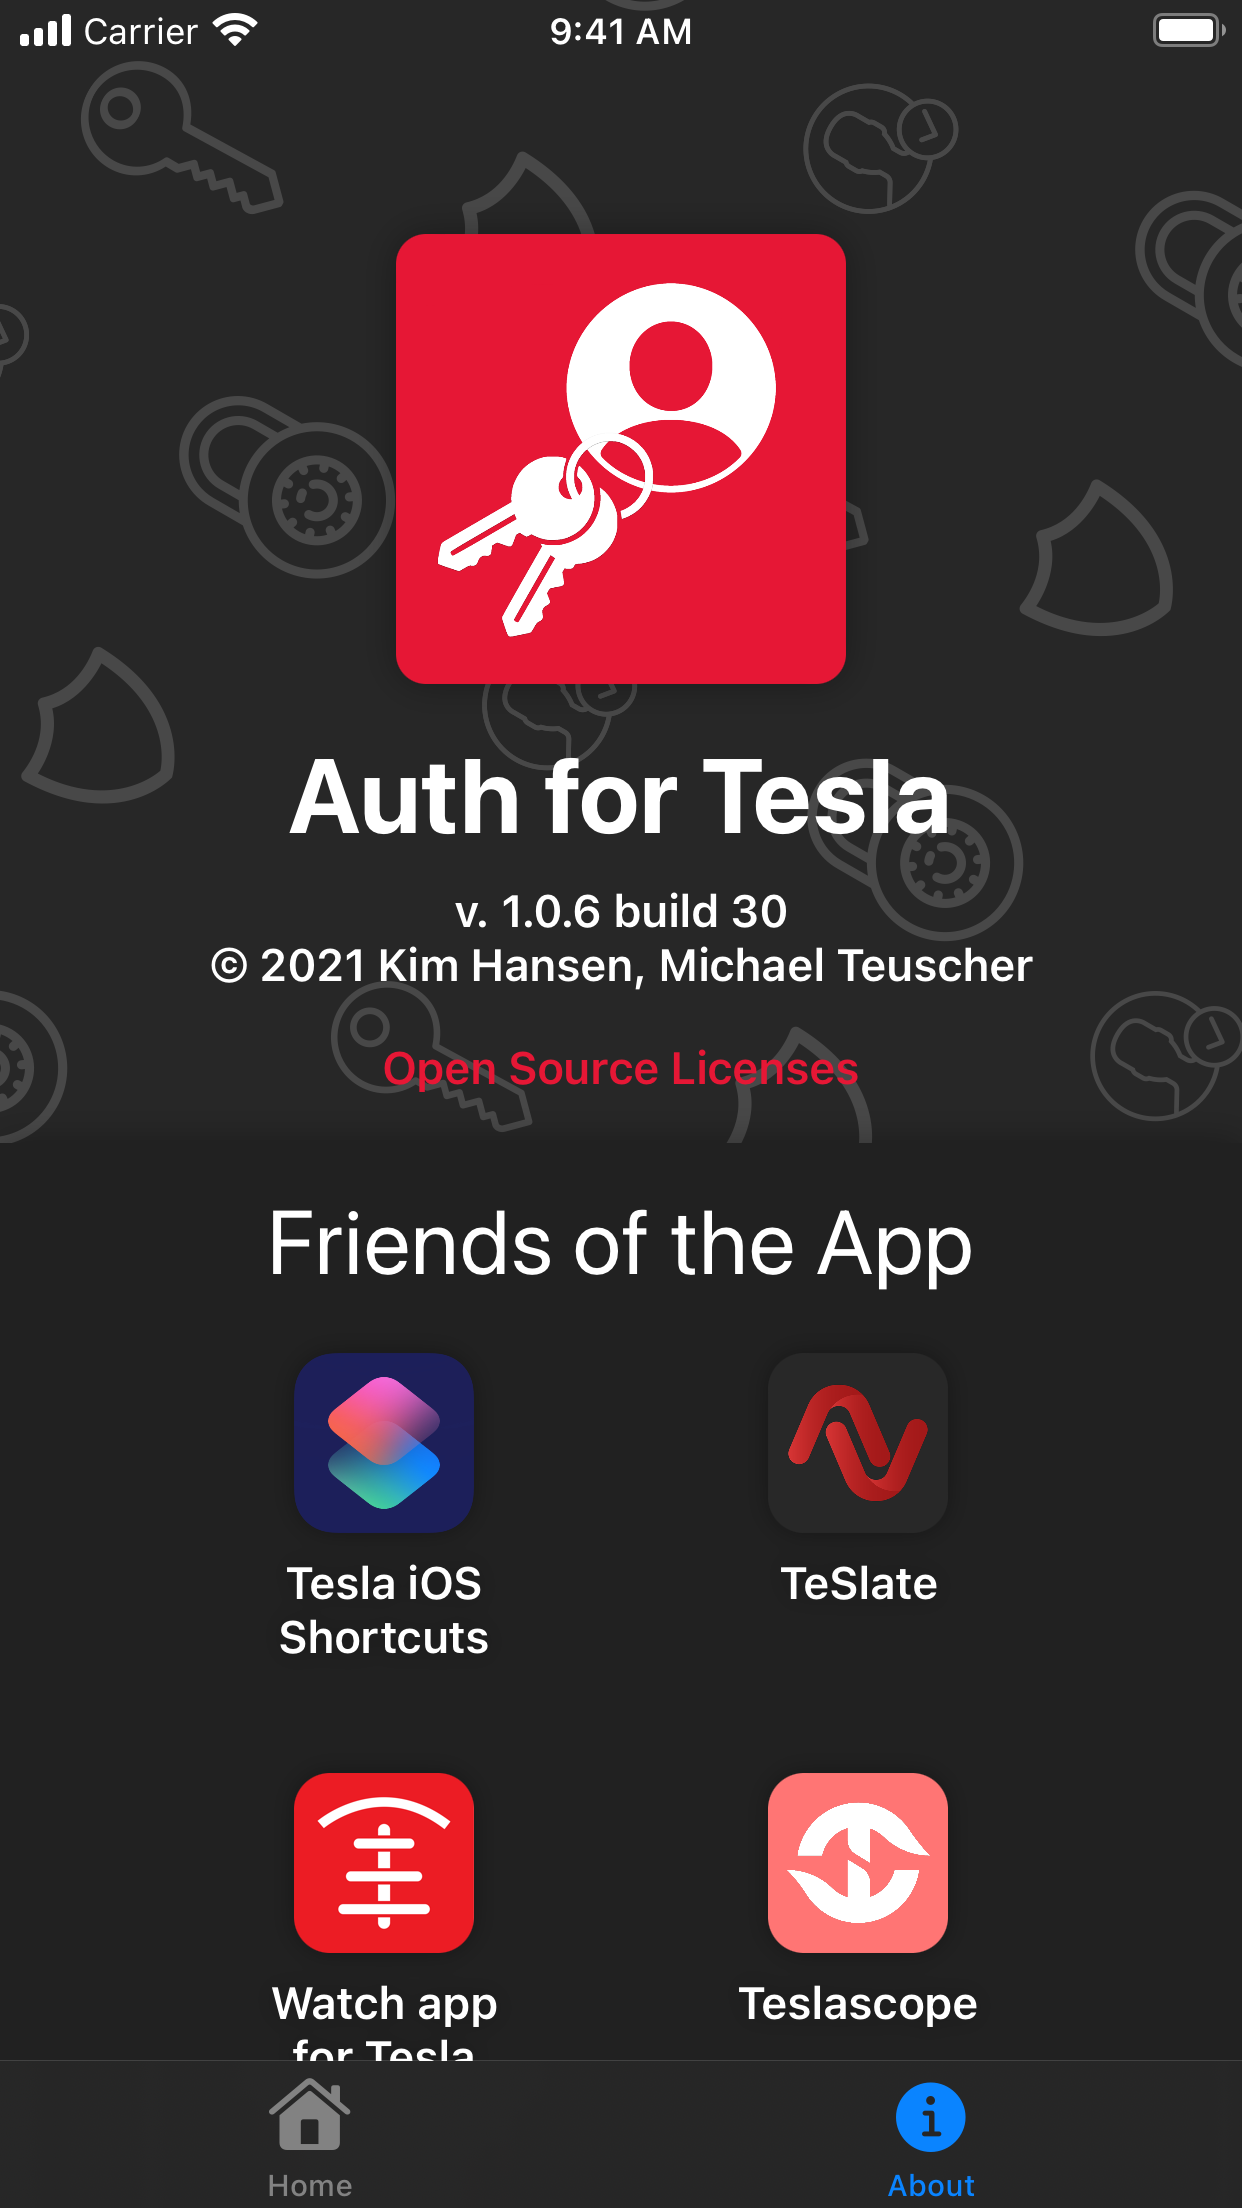 Carrier 9:41 AM
Auth for Tesla
v. 1.0.6 build 30
© 2021 Kim Hansen, Michael Teuscher
Open Source Licenses
Friends of the App
Tesla iOS
Shortcuts
TeSlate
Watch app
for Tesla
Teslascope
Home
About